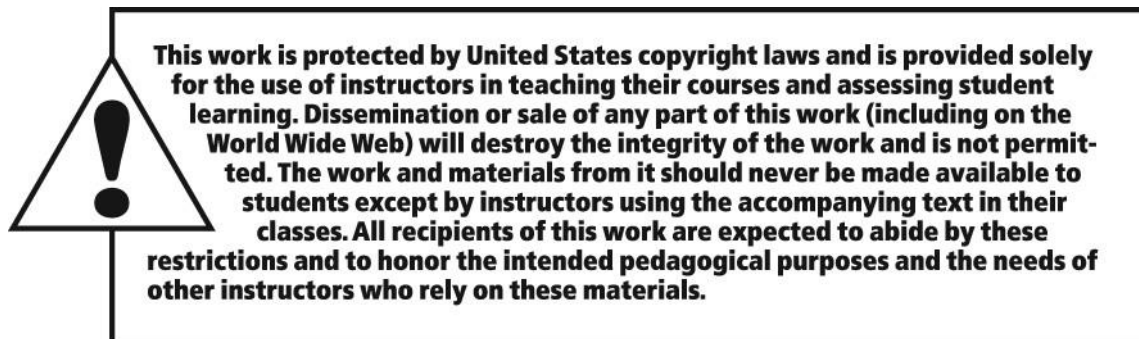 This work is protected by United States copyright laws and is provided solely
for the use of instructors in teaching their courses and assessing student
learning. Dissemination or sale of any part of this work (including on the
World Wide Web) will destroy the integrity of the work and is not permit-
ted. The work and materials from it should never be made available to
students except by instructors using the accompanying text in their
classes. All recipients of this work are expected to abide by these
restrictions and to honor the intended pedagogical purposes and the needs of
other instructors who rely on these materials.